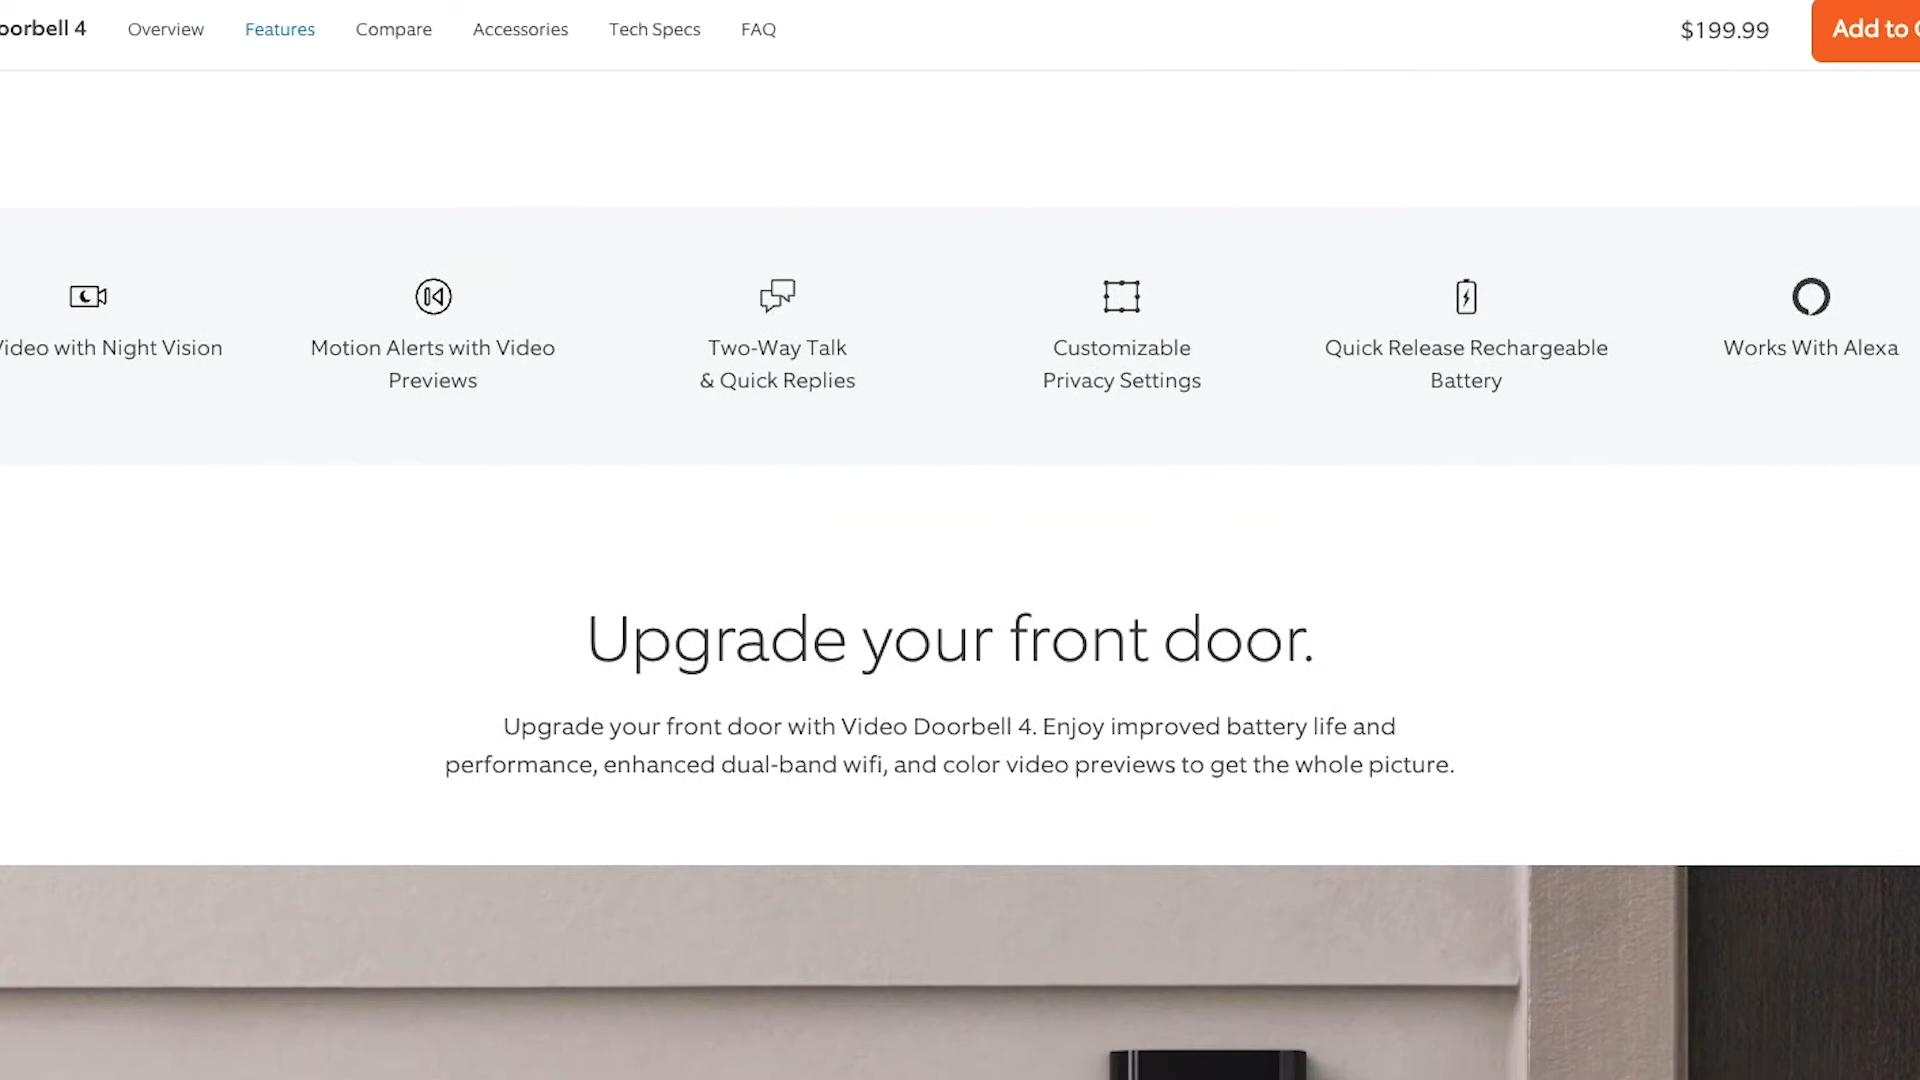 oorbell 4 Overview Features Compare Accessories Tech Specs FAQ $199.99 Add to
Video with Night Vision
Motion Alerts with Video
Previews
Two-Way Talk
& Quick Replies
Customizable
Privacy Settings
Quick Release Rechargeable
Battery
Works With Alexa
Upgrade your front door.
Upgrade your front door with Video Doorbell 4. Enjoy improved battery life and
performance, enhanced dual-band wifi, and color video previews to get the whole picture.